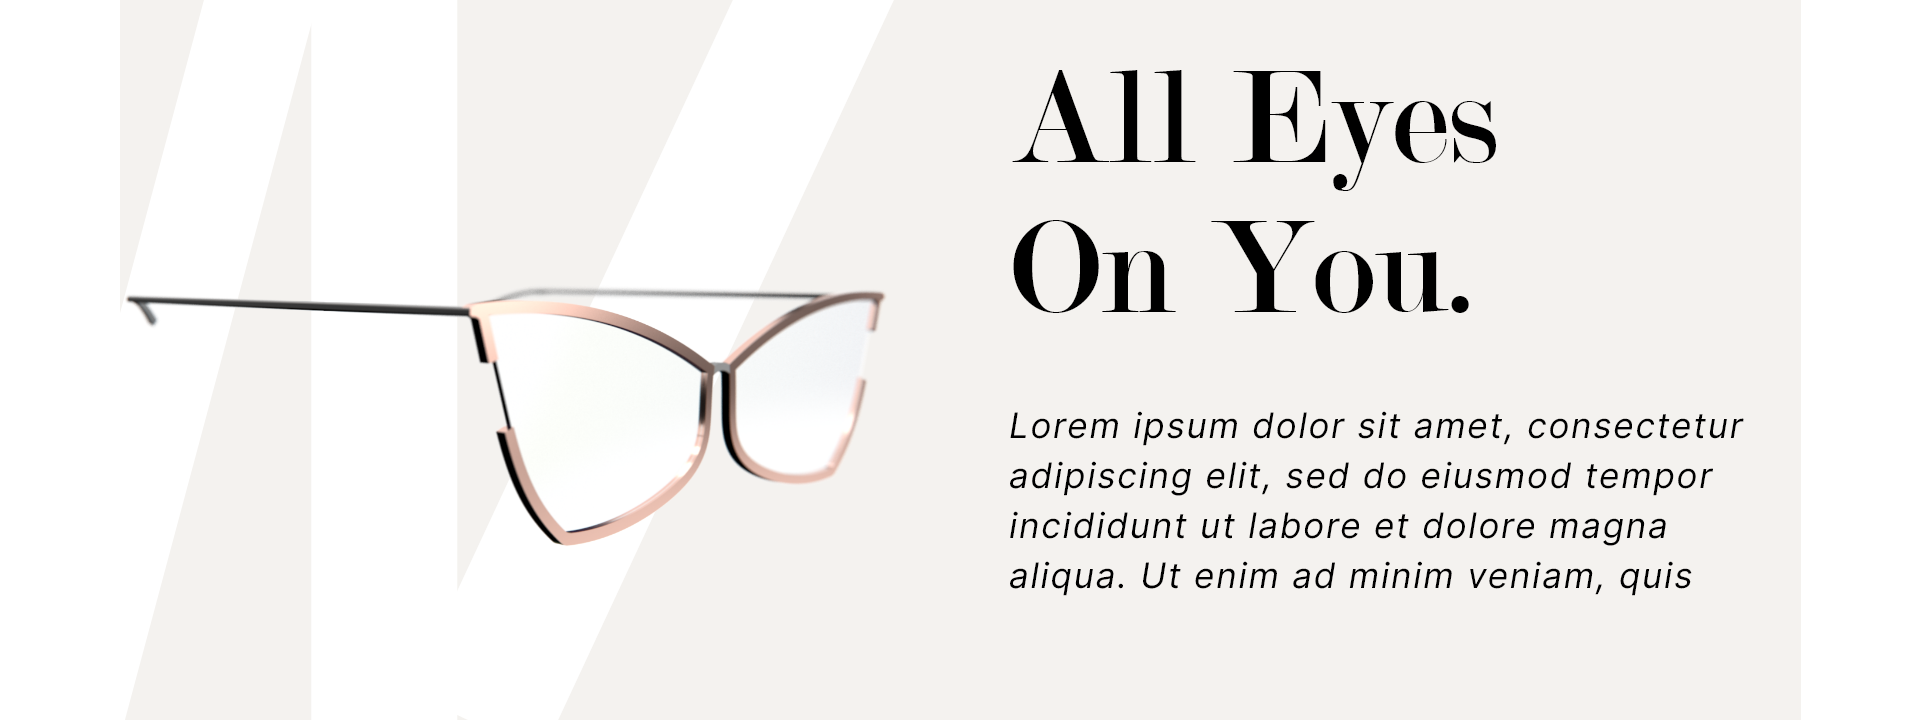 All Eyes
On You.
Lorem ipsum dolor sit amet, consectetur
adipiscing elit, sed do eiusmod tempor
incididunt ut labore et dolore magna
aliqua. Ut enim ad minim veniam, quis